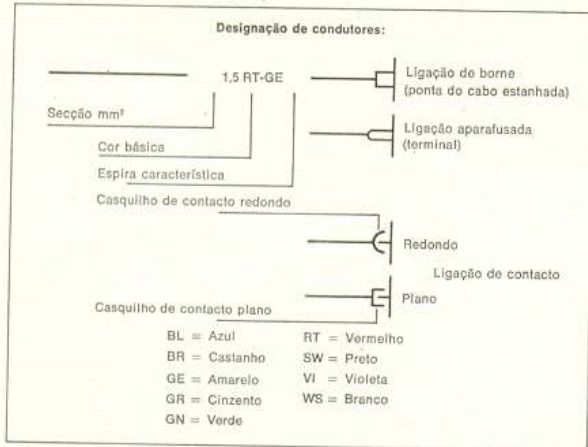 Designação de condutores:
1,5 RT-GE
Ligação de borne
(ponta do cabo estanhada)
Secção mm²
Ligação aparafusada
(terminal)
Cor básica
Espira característica
Casquilho de contacto redondo
Redondo
Ligação de contacto
Plano
Casquilho de contacto plano
BL = Azul
RT = Vermelho
BR = Castanho
SW = Preto
GE = Amarelo
VI = Violeta
GR = Cinzento
WS = Branco
GN = Verde